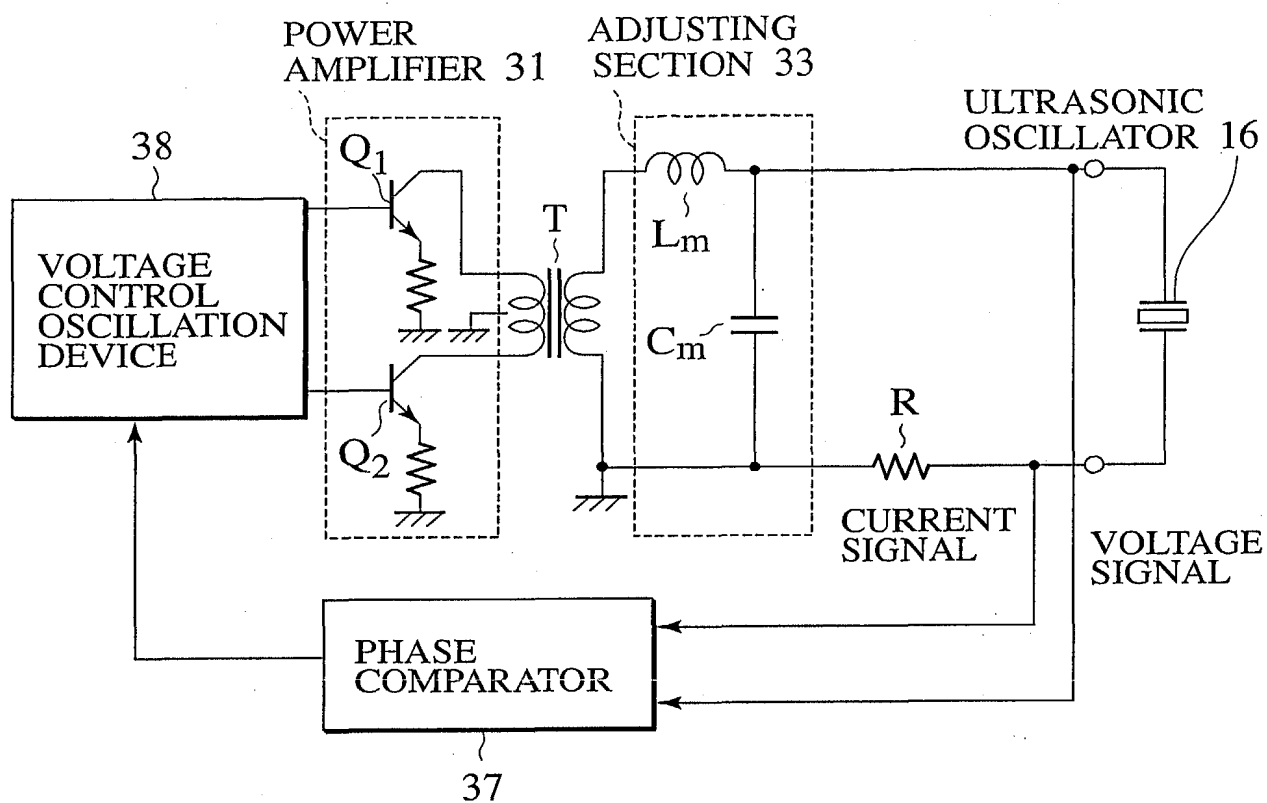 POWER
AMPLIFIER 31
ADJUSTING
SECTION 33
ULTRASONIC
OSCILLATOR 16
38
Q1
T
Lm
VOLTAGE
CONTROL
OSCILLATION
DEVICE
Cm
Q2
R
CURRENT
SIGNAL
VOLTAGE
SIGNAL
PHASE
COMPARATOR
37